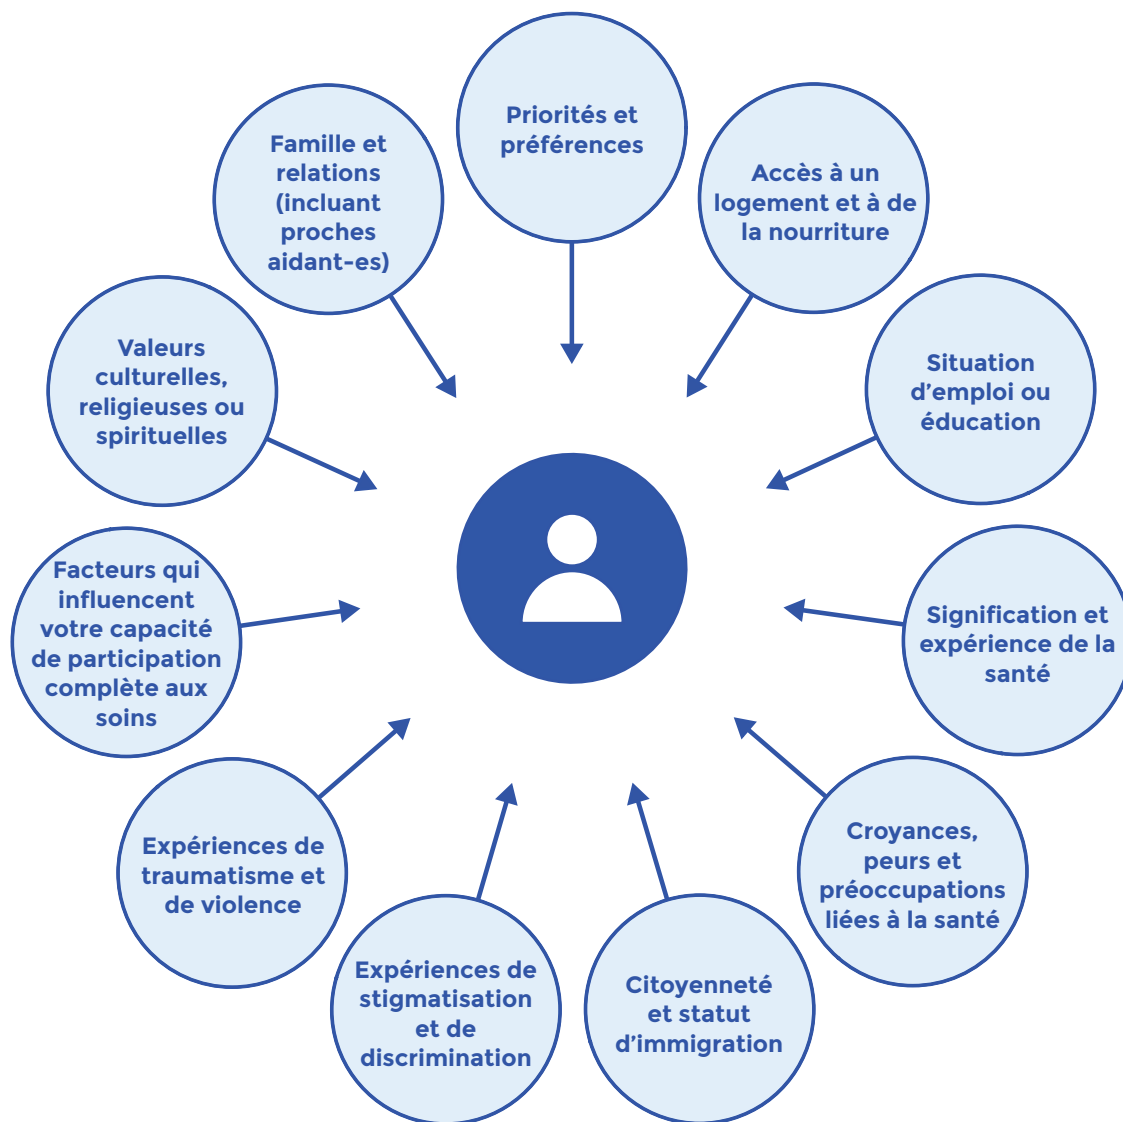 Priorités et
préférences
Accès à un
logement et à de
la nourriture
Situation
d’emploi ou
éducation
Signification et
expérience de la
santé
Croyances,
peurs et
préoccupations
liées à la santé
Citoyenneté
et statut
d’immigration
Expériences de
stigmatisation
et de
discrimination
Expériences de
traumatisme et
de violence
Facteurs qui
influencent
votre capacité
de participation
complète aux
soins
Valeurs
culturelles,
religieuses ou
spirituelles
Famille et
relations
(incluant
proches
aidant-es)